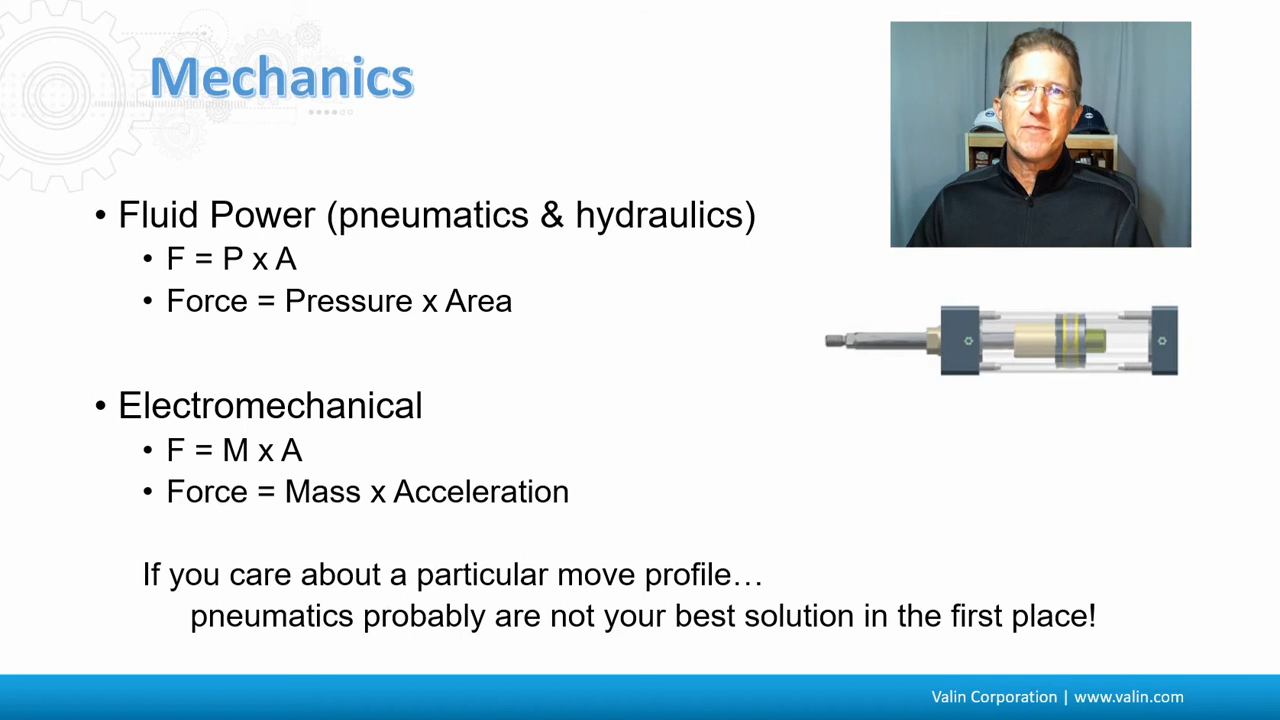 Mechanics
• Fluid Power (pneumatics & hydraulics)
• F = P x A
• Force = Pressure x Area
• Electromechanical
• F = M x A
• Force = Mass x Acceleration
If you care about a particular move profile…
pneumatics probably are not your best solution in the first place!
Valin Corporation | www.valin.com